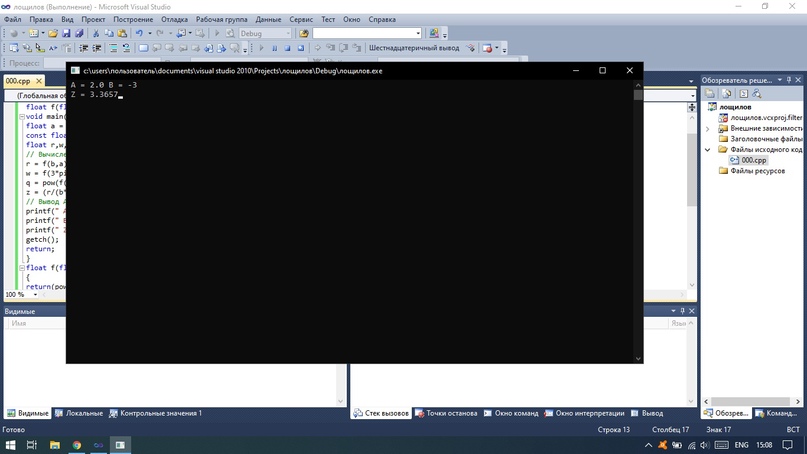 лощилов (Выполнение) - Microsoft Visual Studio
Файл Правка Вид Проект Построение Отладка Рабочая группа Данные Сервис Тест Окно Справка
Debug
Шестнадцатеричный вывод
Процесс:
000.cpp
(Глобальная об
c:\users\пользователь\documents\visual studio 2010\Projects\лощилов\Debug\лощилов.exe
A = 2.0 B = -3
Z = 3.3657
float f(fl
void main(
float a =
const floa
float r,w,
// Вычисле
r = f(b,a)
w = f(3*pi
q = pow(f(
z = (r/(b*
// Вывод A
printf(" A
printf(" B
printf(" Z
getch();
return;
}
float f(fl
{
return(pow
100 %
Обозреватель реше
лощилов
лощилов.vcxproj.filter
Внешние зависимость
Заголовочные файлы
Файлы исходного код
000.cpp
Файлы ресурсов
Видимые
Имя
Язык
Видимые Локальные Контрольные значения 1
Стек вызовов Точки останова Окно команд Окно интерпретации Вывод
Обозрев... Команд...
Готово
Строка 13 Столбец 17 Знак 17 ВСТ
ENG 15:08